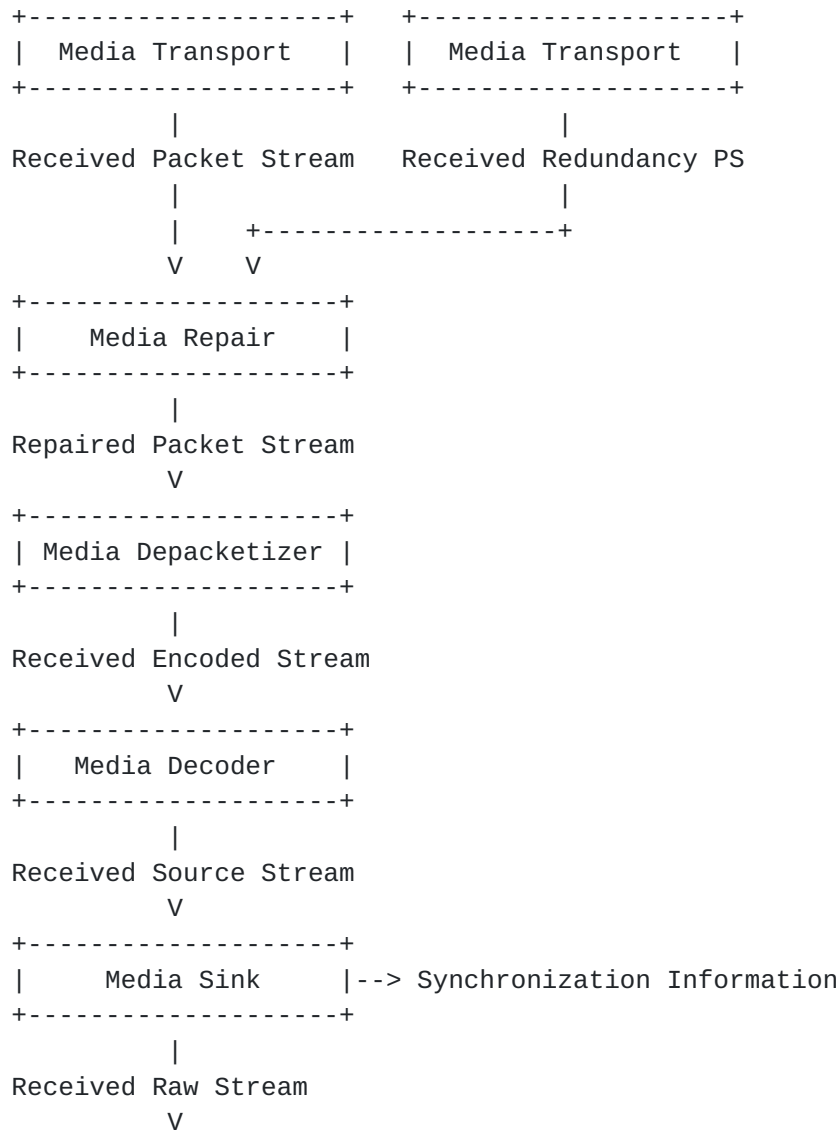 +--------------------+   +--------------------+
|  Media Transport   |   |  Media Transport   |
+--------------------+   +--------------------+
          |                        |
Received Packet Stream   Received Redundancy PS
          |                        |
          |    +-------------------+
          V    V
+--------------------+
|    Media Repair    |
+--------------------+
          |
Repaired Packet Stream
          V
+--------------------+
| Media Depacketizer |
+--------------------+
          |
Received Encoded Stream
          V
+--------------------+
|   Media Decoder    |
+--------------------+
          |
Received Source Stream
          V
+--------------------+
|     Media Sink     |--> Synchronization Information
+--------------------+
          |
Received Raw Stream
          V